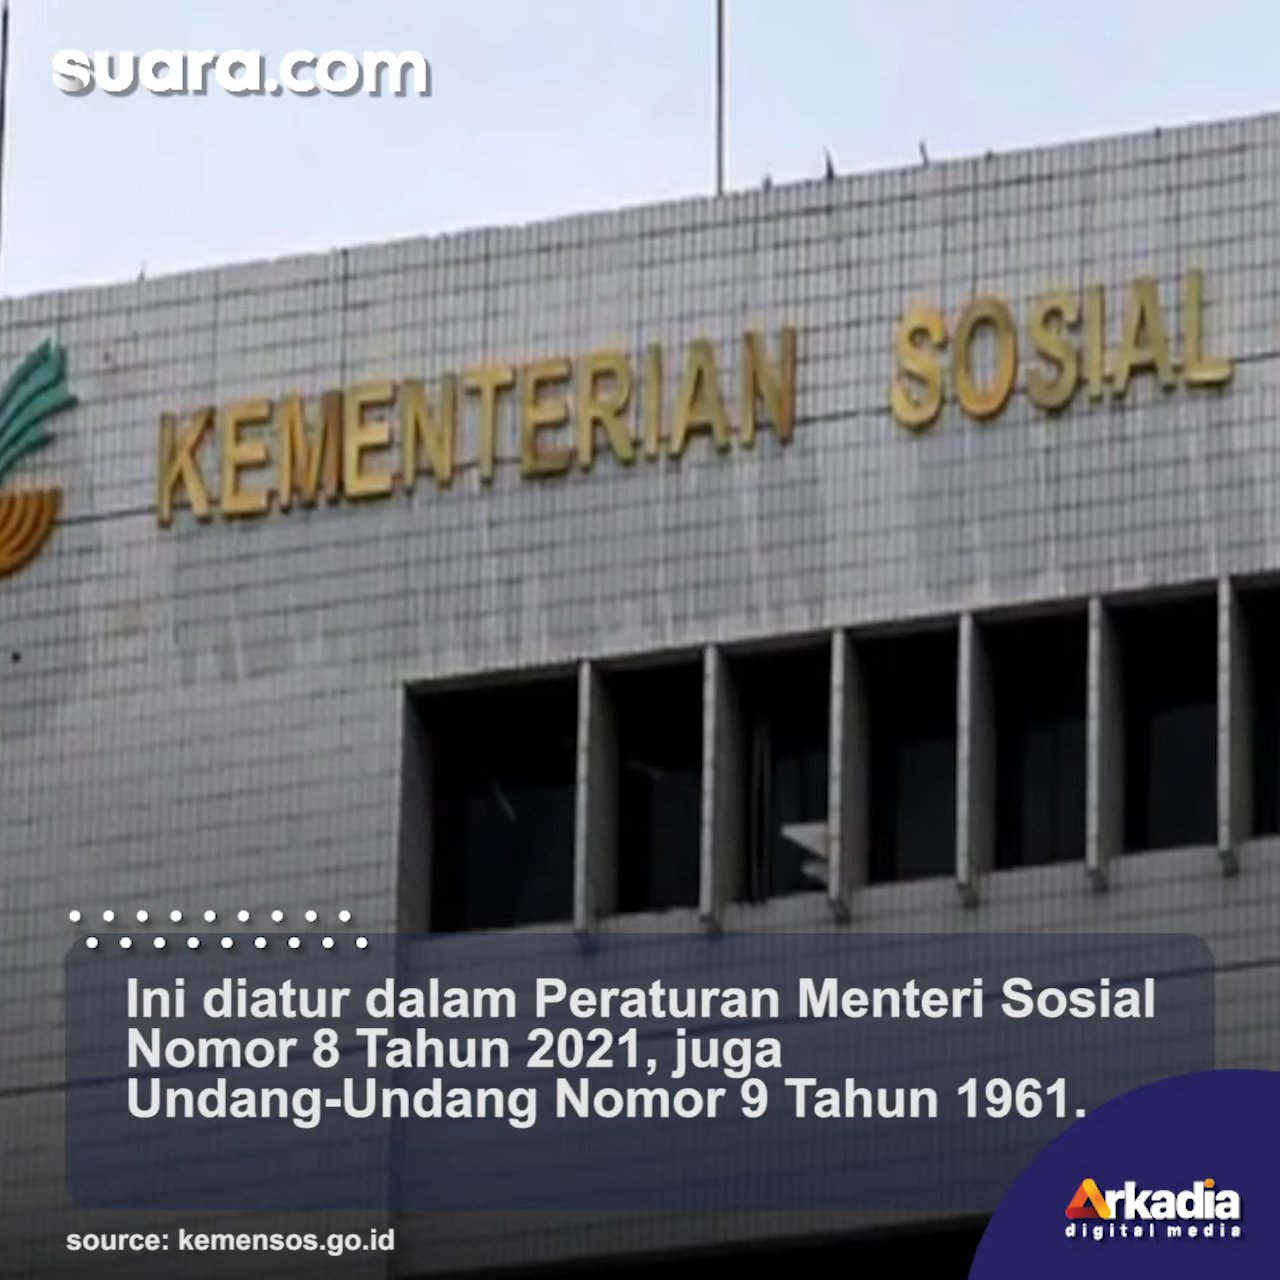 suara.com
KEMENTERIAN SOSIAL
Ini diatur dalam Peraturan Menteri Sosial
Nomor 8 Tahun 2021, juga
Undang-Undang Nomor 9 Tahun 1961.
source: kemensos.go.id
Arkadia
digital media